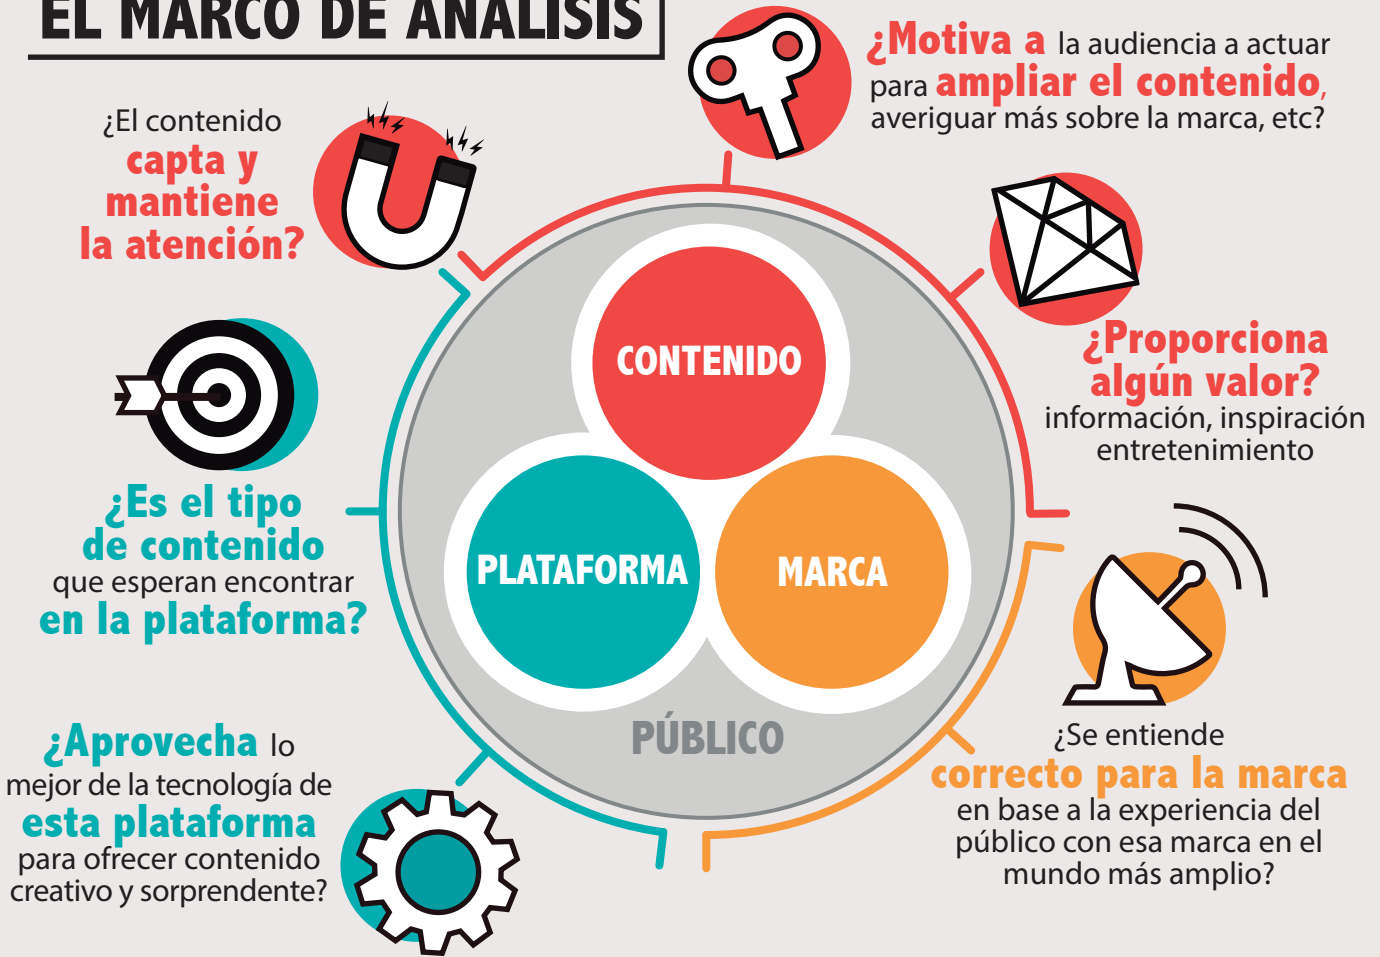 EL MARCO DE ANÁLISIS
¿El contenido
capta y
mantiene
la atención?
¿Motiva a la audiencia a actuar
para ampliar el contenido,
averiguar más sobre la marca, etc?
¿Proporciona
algún valor?
información, inspiración
entretenimiento
CONTENIDO
PLATAFORMA
MARCA
PÚBLICO
¿Es el tipo
de contenido
que esperan encontrar
en la plataforma?
¿Aprovecha lo
mejor de la tecnología de
esta plataforma
para ofrecer contenido
creativo y sorprendente?
¿Se entiende
correcto para la marca
en base a la experiencia del
público con esa marca en el
mundo más amplio?